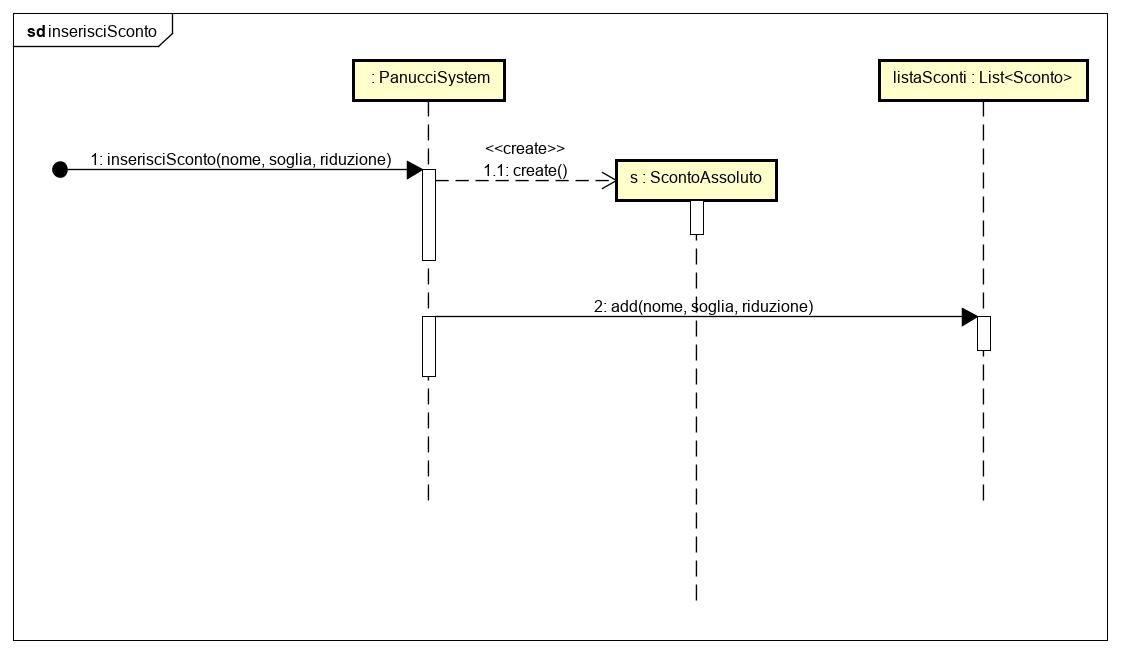 sd inserisciSconto
: PanucciSystem
listaSconti : List<Sconto>
<<create>>
1: inserisciSconto(nome, soglia, riduzione)
1.1: create()
s : ScontoAssoluto
2: add(nome, soglia, riduzione)